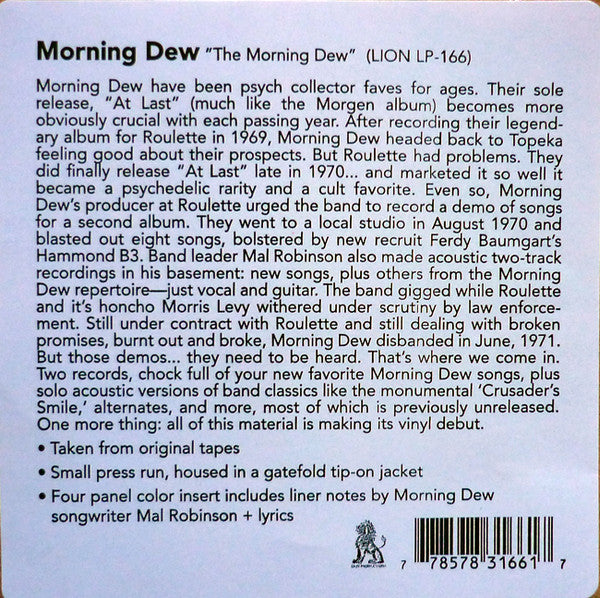 Morning Dew "The Morning Dew" (LION LP-166)
Morning Dew have been psych collector faves for ages. Their sole
release, "At Last" (much like the Morgen album) becomes more
obviously crucial with each passing year. After recording their legend-
ary album for Roulette in 1969, Morning Dew headed back to Topeka
feeling good about their prospects. But Roulette had problems. They
did finally release "At Last" late in 1970... and marketed it so well it
became a psychedelic rarity and a cult favorite. Even so, Morning
Dew's producer at Roulette urged the band to record a demo of songs
for a second album. They went to a local studio in August 1970 and
blasted out eight songs, bolstered by new recruit Ferdy Baumgart's
Hammond B3. Band leader Mal Robinson also made acoustic two-track
recordings in his basement: new songs, plus others from the Morning
Dew repertoire—just vocal and guitar. The band gigged while Roulette
and it's honcho Morris Levy withered under scrutiny by law enforce-
ment. Still under contract with Roulette and still dealing with broken
promises, burnt out and broke, Morning Dew disbanded in June, 1971.
But those demos... they need to be heard. That's where we come in.
Two records, chock full of your new favorite Morning Dew songs, plus
solo acoustic versions of band classics like the monumental 'Crusader's
Smile,' alternates, and more, most of which is previously unreleased.
One more thing: all of this material is making its vinyl debut.
• Taken from original tapes
• Small press run, housed in a gatefold tip-on jacket
• Four panel color insert includes liner notes by Morning Dew
songwriter Mal Robinson + lyrics
7 78578 31661 7